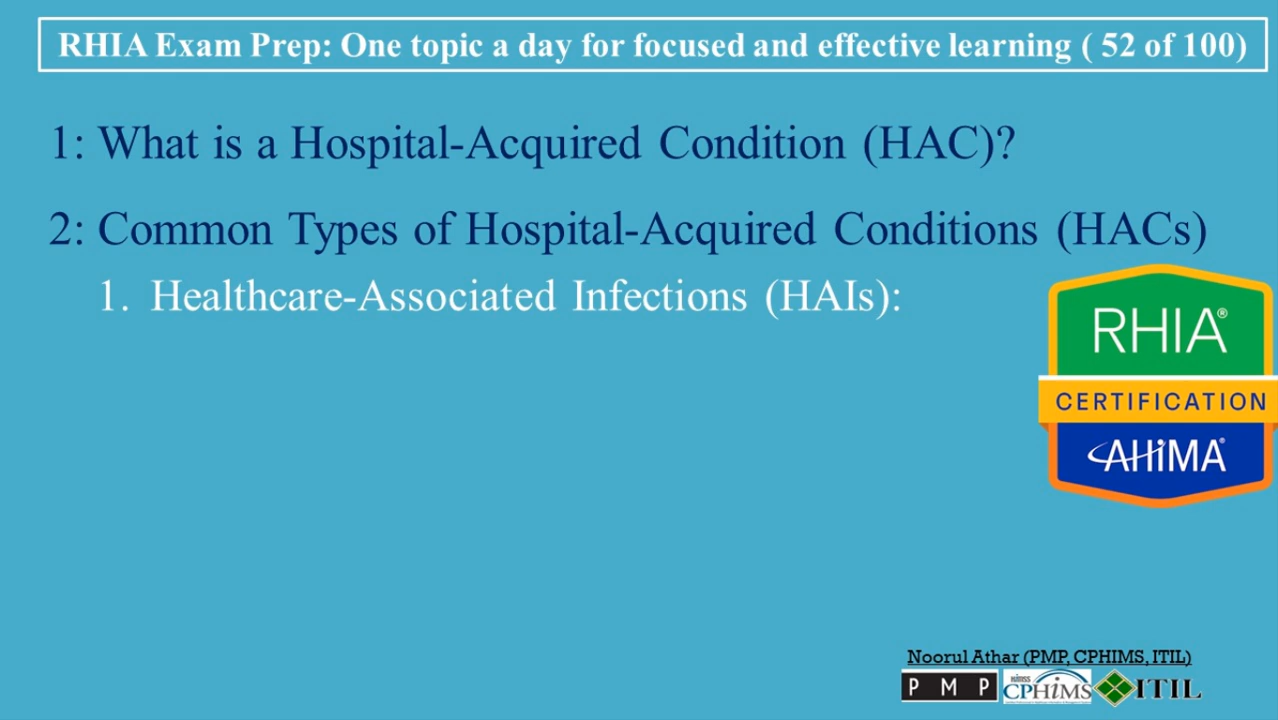 RHIA Exam Prep: One topic a day for focused and effective learning ( 52 of 100)
1: What is a Hospital-Acquired Condition (HAC)?
2: Common Types of Hospital-Acquired Conditions (HACs)
1. Healthcare-Associated Infections (HAIs):
RHIA®
CERTIFICATION
AHiMA®
Noorul Athar (PMP, CPHIMS, ITIL)
P M P
HiMSS
CPHiMS
ITIL